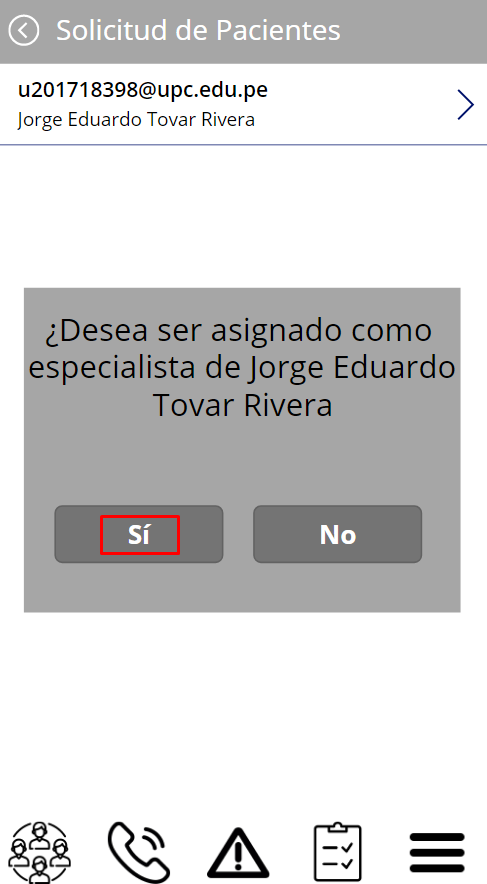 Solicitud de Pacientes
u201718398@upc.edu.pe
Jorge Eduardo Tovar Rivera
¿Desea ser asignado como
especialista de Jorge Eduardo
Tovar Rivera
Sí
No